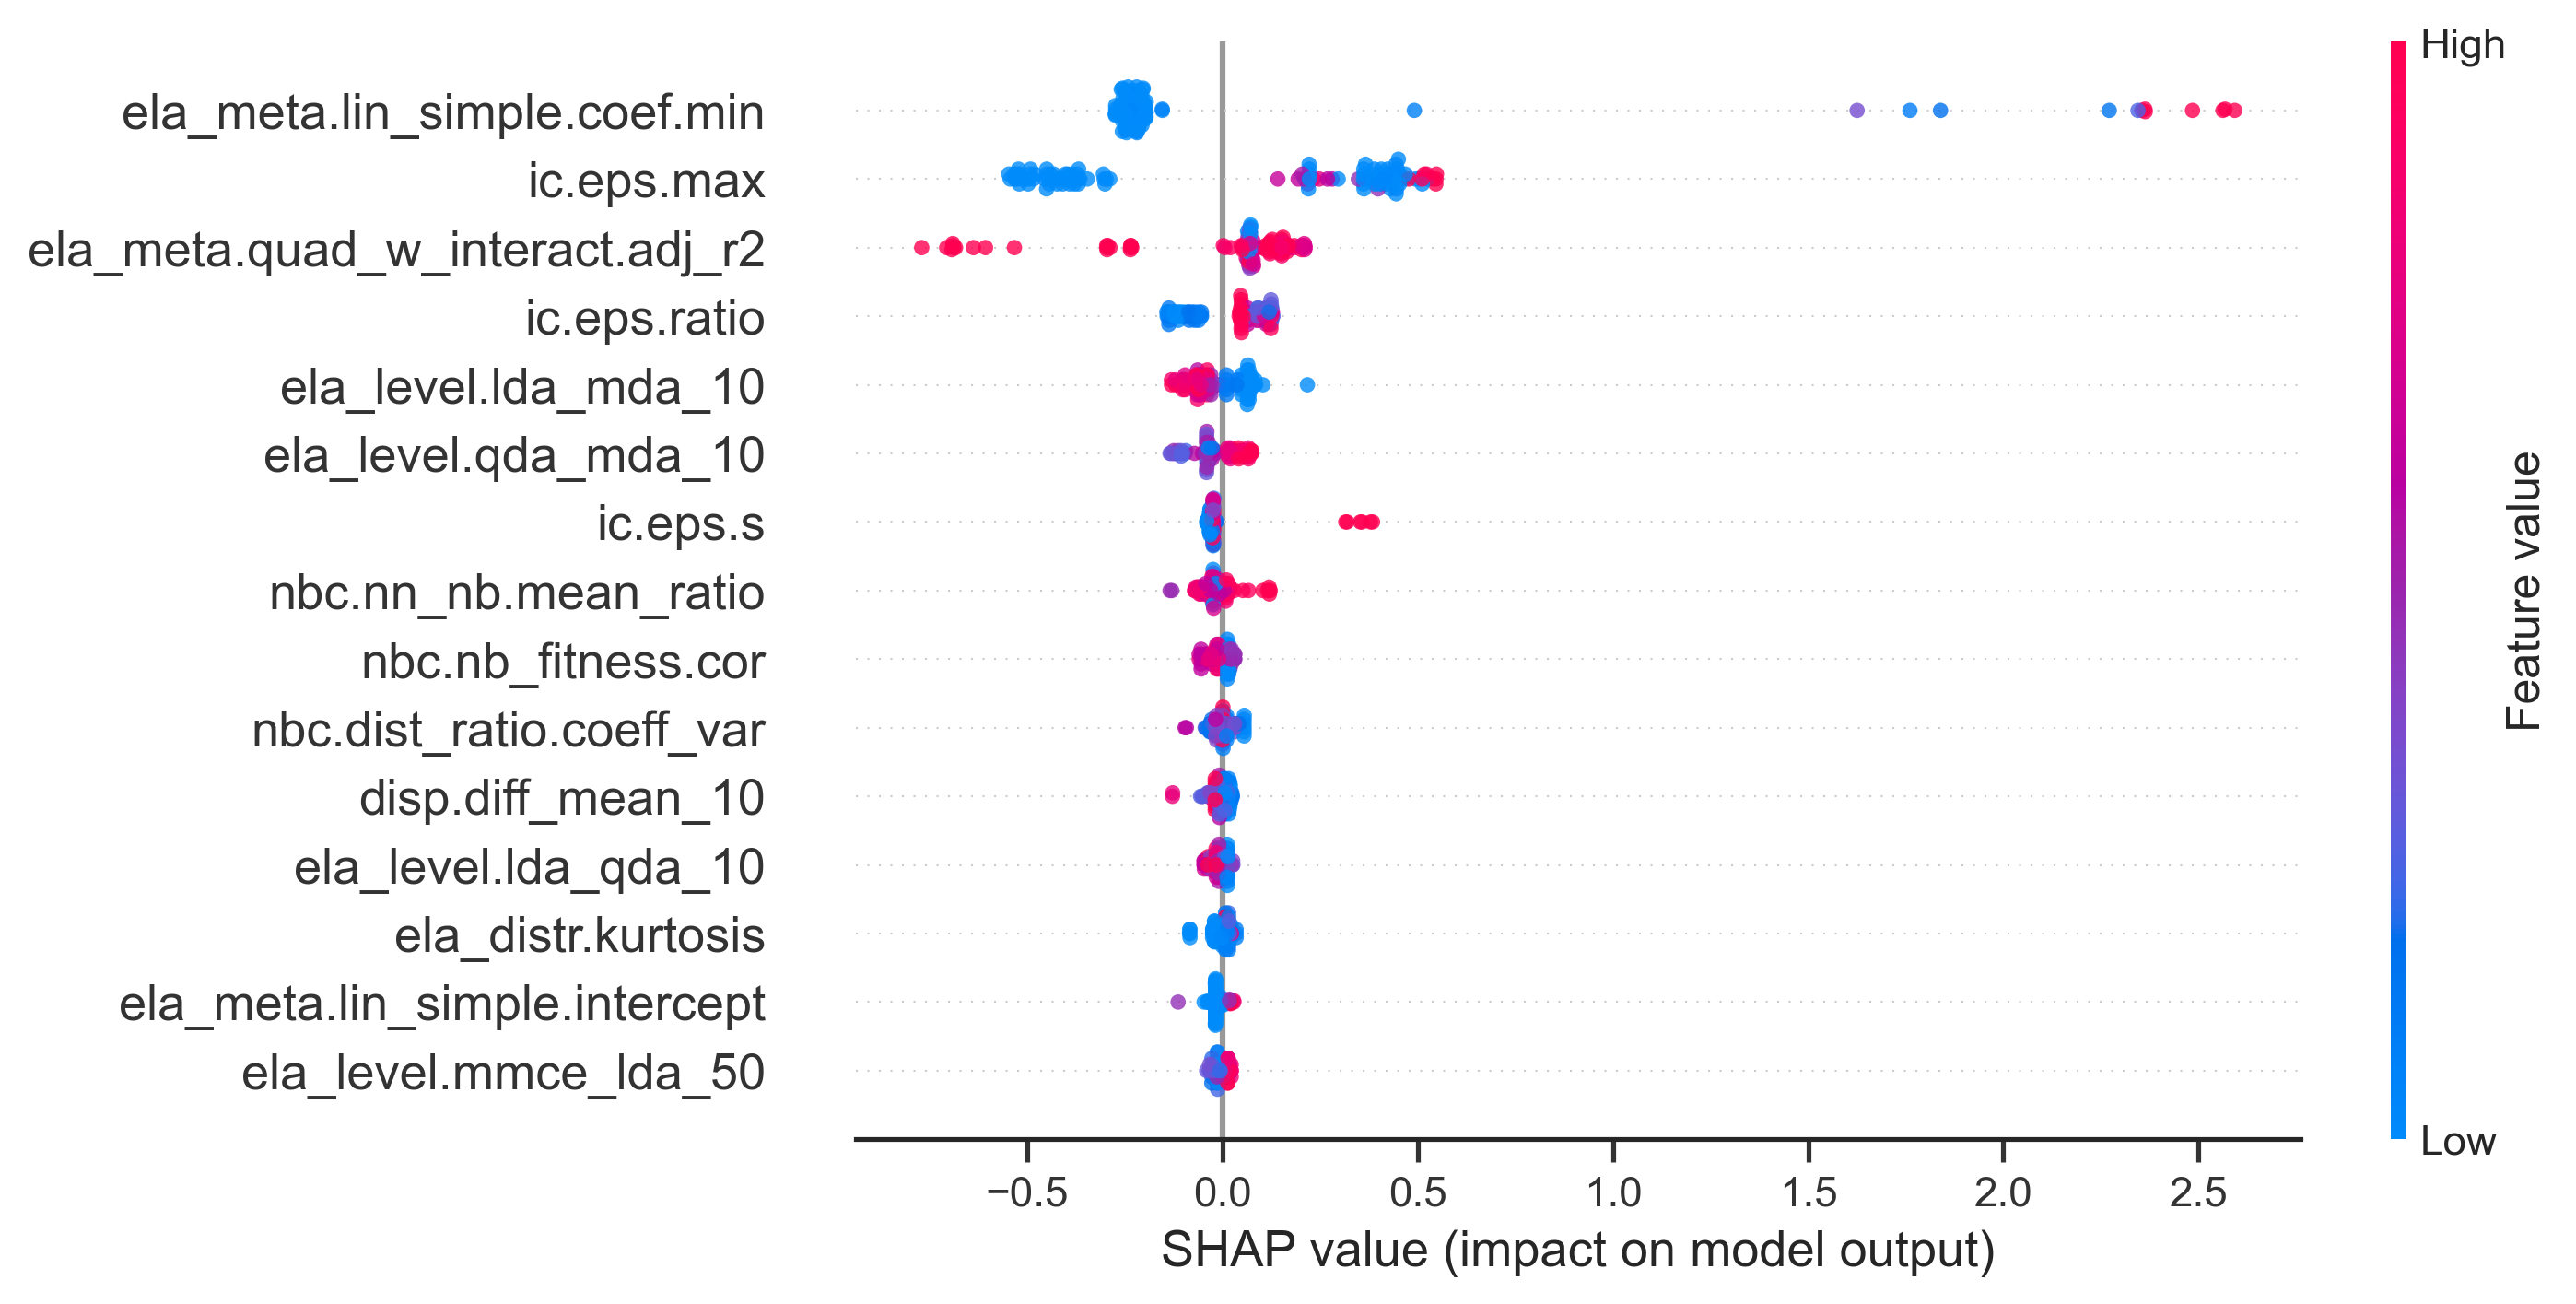 High
ela_meta.lin_simple.coef.min
ic.eps.max
ela_meta.quad_w_interact.adj_r2
ic.eps.ratio
ela_level.lda_mda_10
ela_level.qda_mda_10
ic.eps.s
nbc.nn_nb.mean_ratio
nbc.nb_fitness.cor
nbc.dist_ratio.coeff_var
disp.diff_mean_10
ela_level.lda_qda_10
ela_distr.kurtosis
ela_meta.lin_simple.intercept
ela_level.mmce_lda_50
Feature value
Low
−0.5 0.0 0.5 1.0 1.5 2.0 2.5
SHAP value (impact on model output)